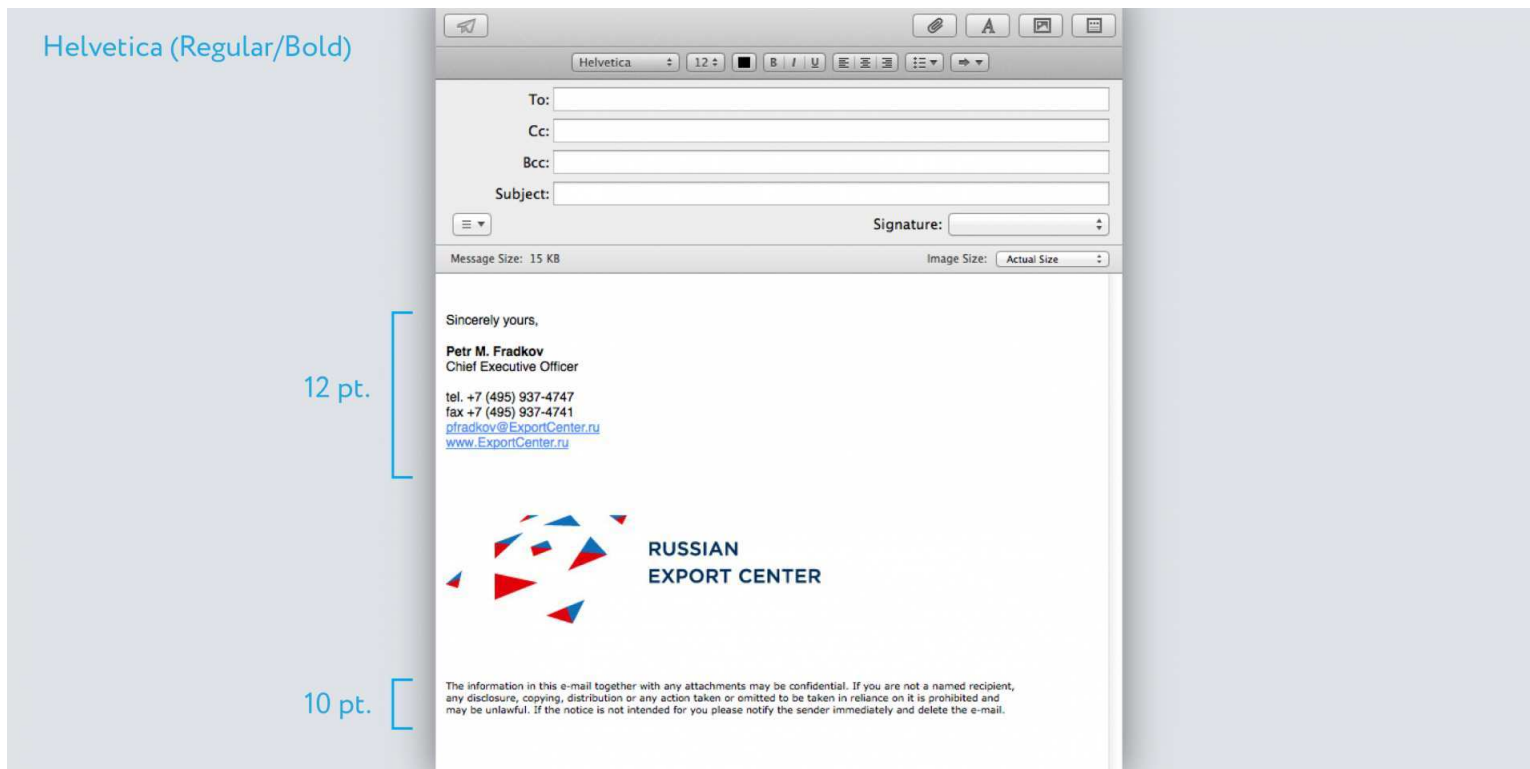 Helvetica (Regular/Bold)
Helvetica 12 B I U
To:
Cc:
Bcc:
Subject:
Signature:
Message Size: 15 KB Image Size: Actual Size
12 pt.
Sincerely yours,
Petr M. Fradkov
Chief Executive Officer
tel. +7 (495) 937-4747
fax +7 (495) 937-4741
pfradkov@ExportCenter.ru
www.ExportCenter.ru
RUSSIAN
EXPORT CENTER
10 pt.
The information in this e-mail together with any attachments may be confidential. If you are not a named recipient,
any disclosure, copying, distribution or any action taken or omitted to be taken in reliance on it is prohibited and
may be unlawful. If the notice is not intended for you please notify the sender immediately and delete the e-mail.